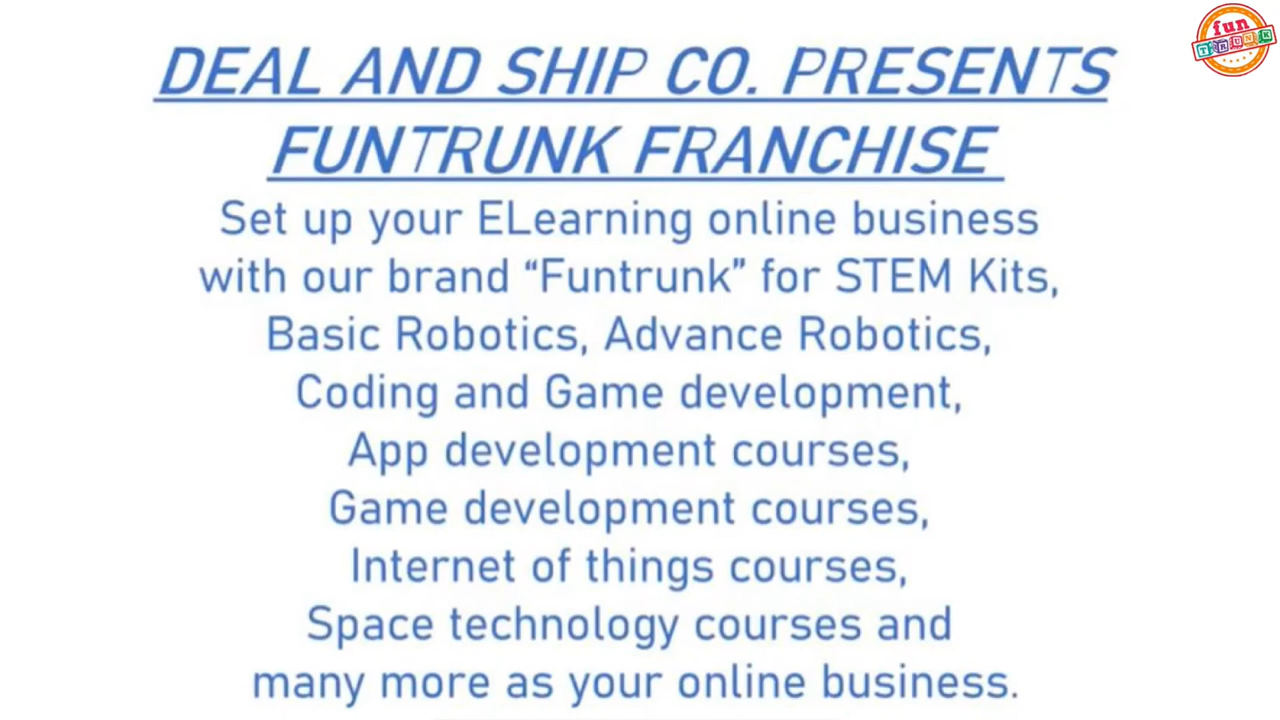 fun
TRUNK
DEAL AND SHIP CO. PRESENTS
FUNTRUNK FRANCHISE
Set up your ELearning online business
with our brand “Funtrunk” for STEM Kits,
Basic Robotics, Advance Robotics,
Coding and Game development,
App development courses,
Game development courses,
Internet of things courses,
Space technology courses and
many more as your online business.